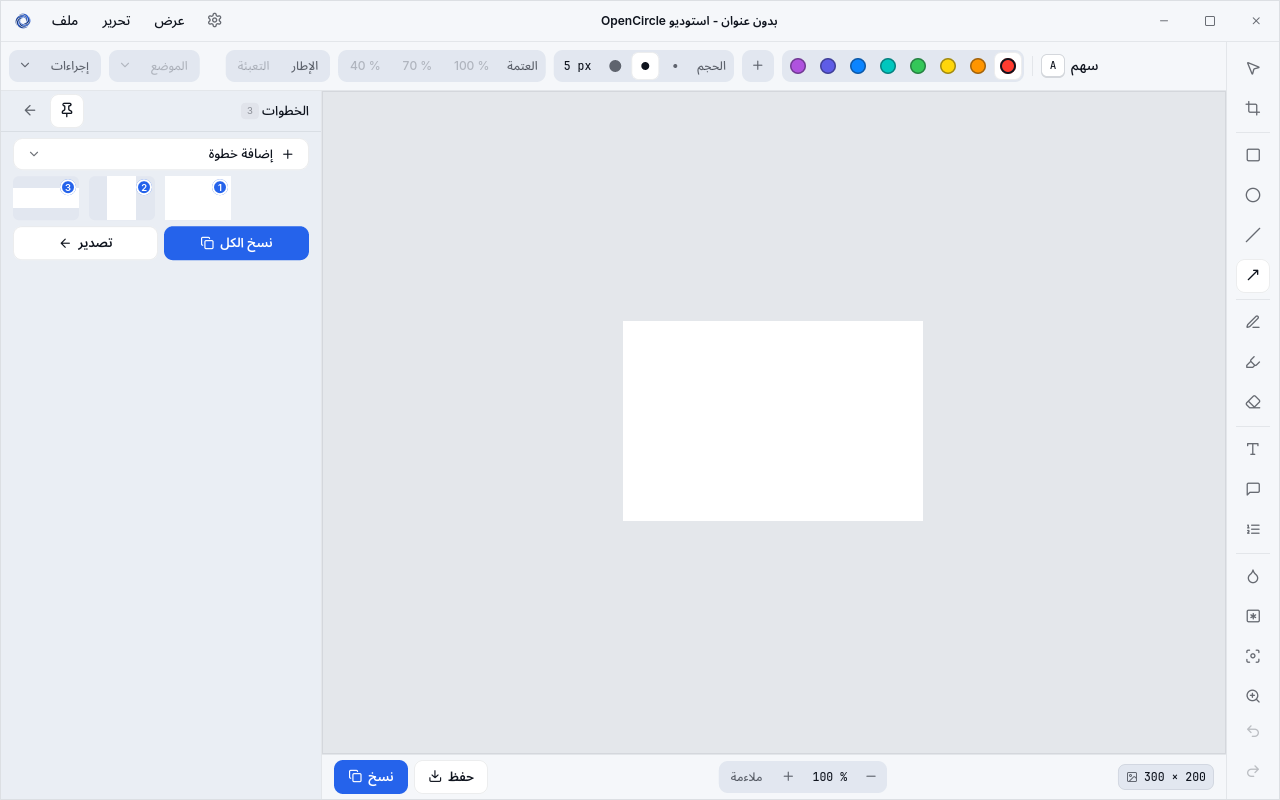 ملف
تحرير
عرض
بدون عنوان - استوديو OpenCircle
سهم
A
الحجم
5 px
العتمة
100 %
70 %
40 %
الإطار
التعبئة
الموضع
إجراءات
الخطوات 3
إضافة خطوة
1
2
3
نسخ الكل
تصدير
300 × 200
100 %
ملاءمة
حفظ
نسخ